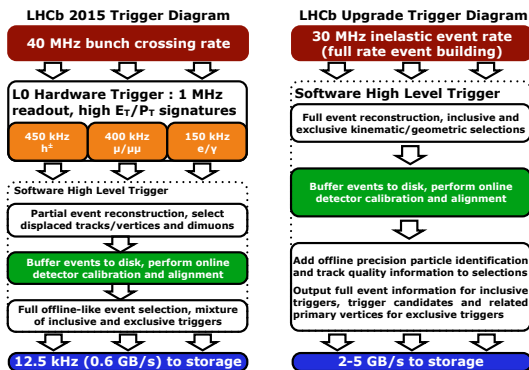 LHCb 2015 Trigger Diagram
40 MHz bunch crossing rate
L0 Hardware Trigger : 1 MHz
readout, high E_T/P_T signatures
450 kHz
h±
400 kHz
μ/μμ
150 kHz
e/γ
Software High Level Trigger
Partial event reconstruction, select
displaced tracks/vertices and dimuons
Buffer events to disk, perform online
detector calibration and alignment
Full offline-like event selection, mixture
of inclusive and exclusive triggers
12.5 kHz (0.6 GB/s) to storage
LHCb Upgrade Trigger Diagram
30 MHz inelastic event rate
(full rate event building)
Software High Level Trigger
Full event reconstruction, inclusive and
exclusive kinematic/geometric selections
Buffer events to disk, perform online
detector calibration and alignment
Add offline precision particle identification
and track quality information to selections
Output full event information for inclusive
triggers, trigger candidates and related
primary vertices for exclusive triggers
2-5 GB/s to storage